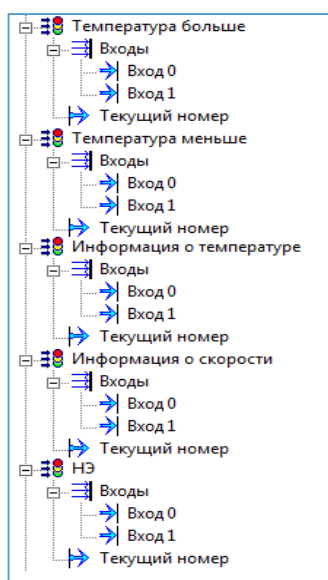 Температура больше
Входы
Вход 0
Вход 1
Текущий номер
Температура меньше
Входы
Вход 0
Вход 1
Текущий номер
Информация о температуре
Входы
Вход 0
Вход 1
Текущий номер
Информация о скорости
Входы
Вход 0
Вход 1
Текущий номер
НЭ
Входы
Вход 0
Вход 1
Текущий номер